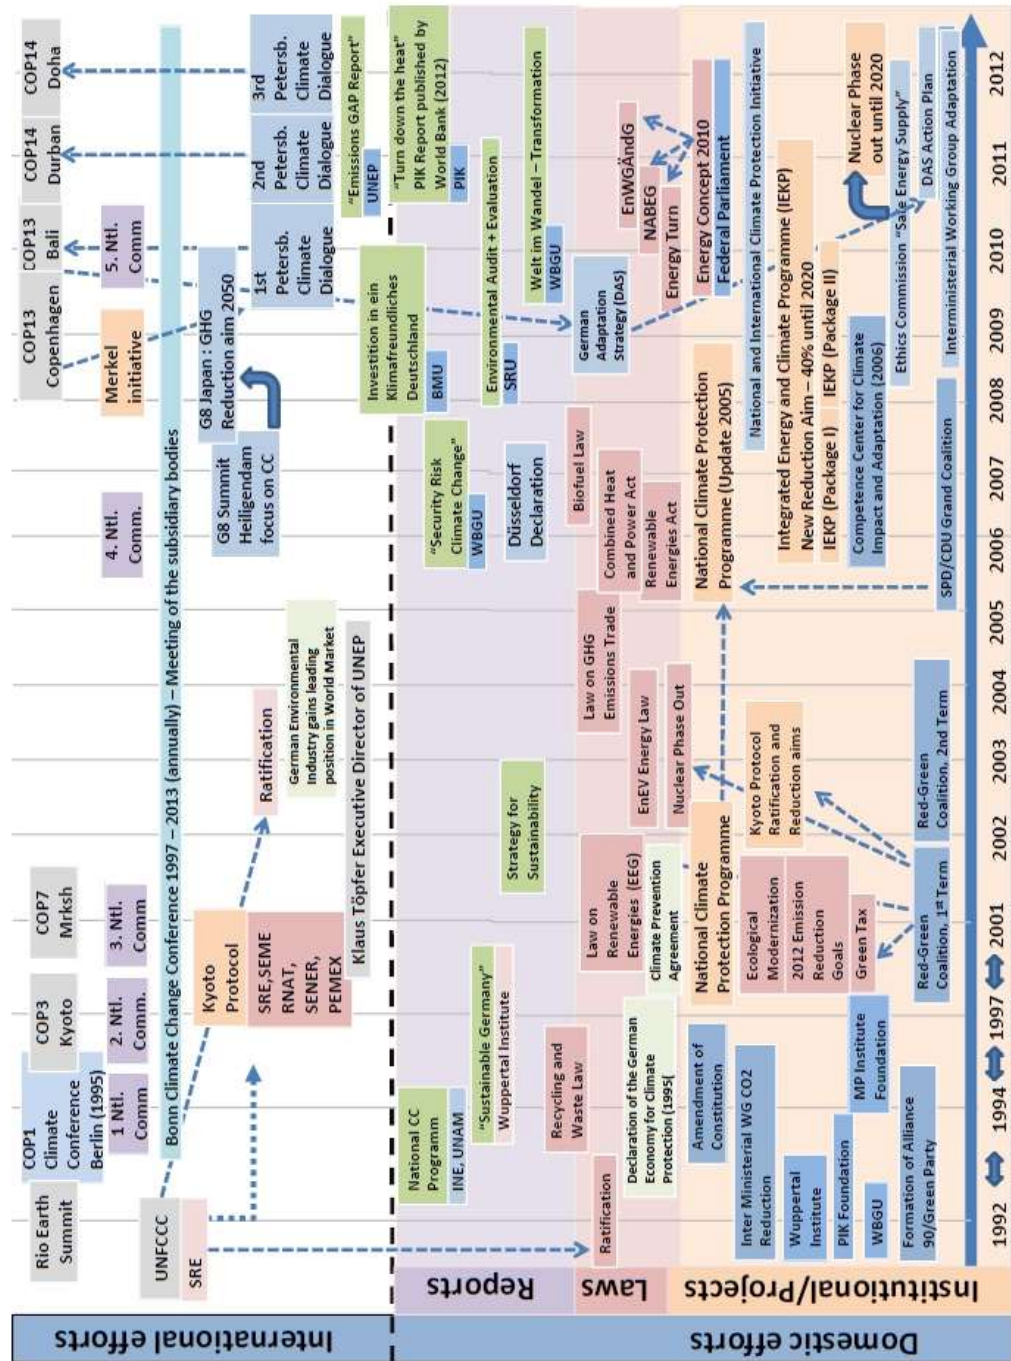 International efforts
Rio Earth
Summit
COP1
Climate
Conference
Berlin (1995)
COP3
Kyoto
COP7
Mrksh
COP13
Copenhagen
COP13
Bali
COP14
Durban
COP14
Doha
1 Ntl.
Comm
2. Ntl.
Comm.
3. Ntl.
Comm
4. Ntl.
Comm.
Merkel
initiative
5. Ntl.
Comm
UNFCCC
SRE
Bonn Climate Change Conference 1997 – 2013 (annually) – Meeting of the subsidiary bodies
Kyoto
Protocol
SRE,SEME
RNAT,
SENER,
PEMEX
Ratification
German Environmental
Industry gains leading
position in World Market
Klaus Töpfer Executive Director of UNEP
G8 Summit
Heiligendam
focus on CC
G8 Japan : GHG
Reduction aim 2050
1st
Petersb.
Climate
Dialogue
2nd
Petersb.
Climate
Dialogue
3rd
Petersb.
Climate
Dialogue
Domestic efforts
Reports
National CC
Programm
INE, UNAM
"Sustainable Germany"
Wuppertal Institute
Strategy for
Sustainability
"Security Risk
Climate Change"
WBGU
Düsseldorf
Declaration
Investition in ein
Klimafreundliches
Deutschland
BMU
Environmental Audit + Evaluation
SRU
Welt im Wandel – Transformation
WBGU
"Emissions GAP Report"
UNEP
"Turn down the heat"
PIK Report published by
World Bank (2012)
PIK
Laws
Ratification
Recycling and
Waste Law
Declaration of the German
Economy for climate
Protection (1995(
Law on
Renewable
Energies (EEG)
Climate Prevention
Agreement
Law on GHG
Emissions Trade
EnEV Energy Law
Nuclear Phase Out
Biofuel Law
Combined Heat
and Power Act
Renewable
Energies Act
German
Adaptation
Strategy (DAS)
EnWGÄndG
NABEG
Energy Turn
Institutional/Projects
Amendment of
Constitution
Inter Ministerial WG CO2
Reduction
Wuppertal
Institute
PIK Foundation
WBGU
MP Institute
Foundation
Formation of Alliance
90/Green Party
National Climate
Protection Programme
Ecological
Modernization
2012 Emission
Reduction
Goals
Green Tax
Red-Green
Coalition, 1st Term
Kyoto Protocol
Ratification and
Reduction aims
Red-Green
Coalition, 2nd Term
National Climate Protection
Programme (Update 2005)
Energy Concept 2010
Federal Parliament
National and International Climate Protection Initiative
Integrated Energy and Climate Programme (IEKP)
New Reduction Aim – 40% until 2020
IEKP (Package I)
IEKP (Package II)
Competence Center for Climate
Impact and Adaptation (2006)
Nuclear Phase
out until 2020
Ethics Commission "Safe Energy Supply"
DAS Action Plan
SPD/CDU Grand Coalition
Interministerial Working Group Adaptation
1992
1994
1997
2001
2002
2003
2004
2005
2006
2007
2008
2009
2010
2011
2012